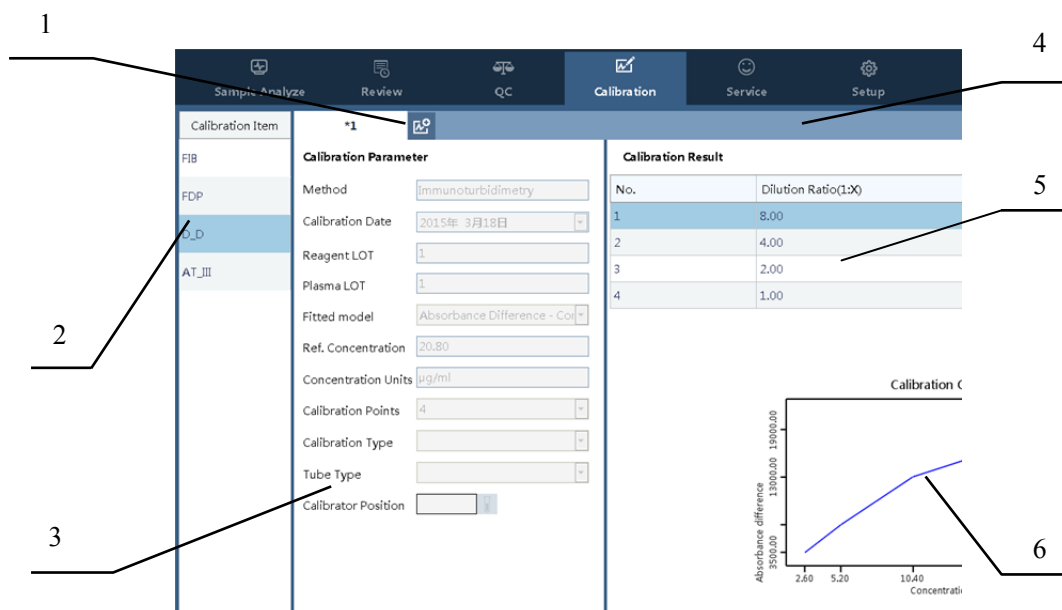 1
4
Sample Analyze Review QC Calibration Service Setup
Calibration Item *1
FIB
FDP
D_D
AT_III
2
3
Calibration Parameter
Method Immunoturbidimetry
Calibration Date 2015年 3月18日
Reagent LOT 1
Plasma LOT 1
Fitted model Absorbance Difference - Co
Ref. Concentration 20.80
Concentration Units μg/ml
Calibration Points 4
Calibration Type
Tube Type
Calibrator Position
Calibration Result
No. Dilution Ratio(1:X)
1 8.00
2 4.00
3 2.00
4 1.00
5
Calibration C
Absorbance difference
19000.00
13000.00
3500.00
2.60 5.20 10.40
Concentrati
6